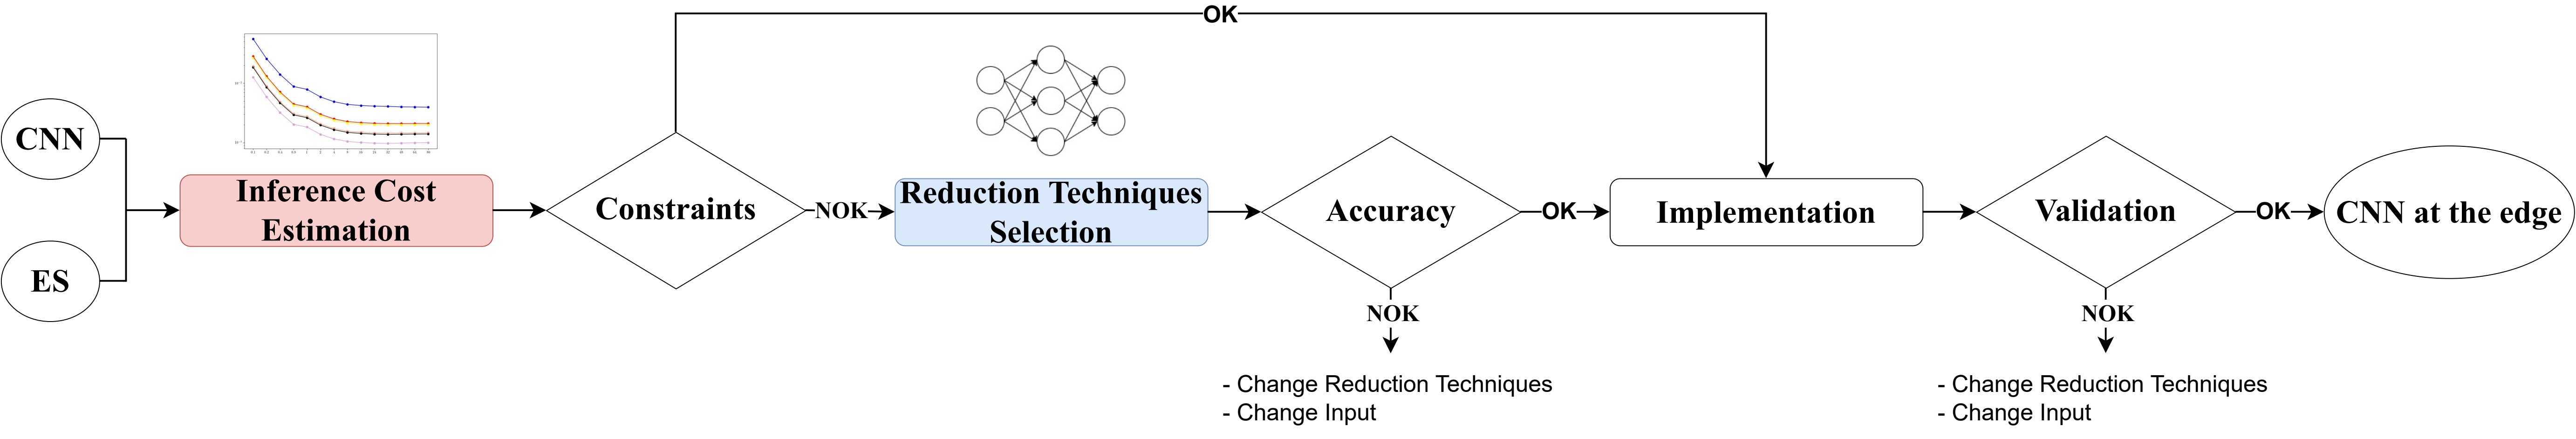 OK
CNN
ES
Inference Cost
Estimation
Constraints
NOK
Reduction Techniques
Selection
Accuracy
OK
NOK
- Change Reduction Techniques
- Change Input
Implementation
Validation
OK
NOK
- Change Reduction Techniques
- Change Input
CNN at the edge